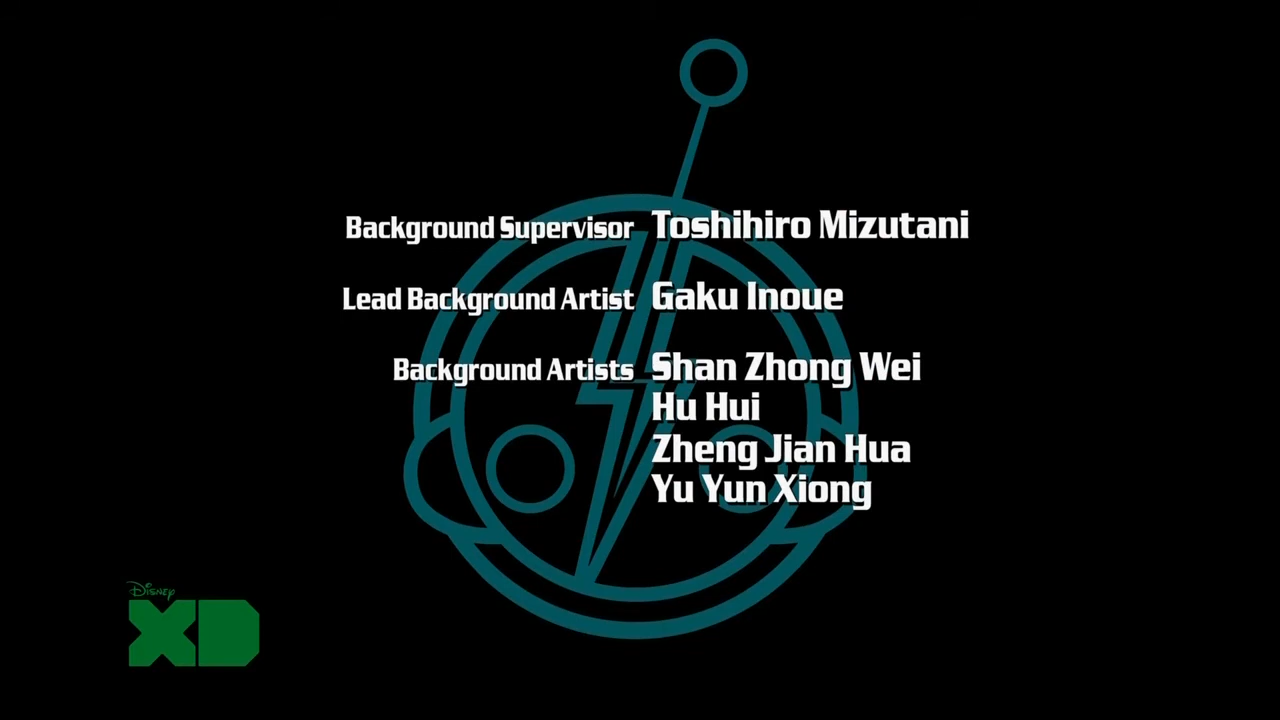 Background Supervisor Toshihiro Mizutani
Lead Background Artist Gaku Inoue
Background Artists Shan Zhong Wei
Hu Hui
Zheng Jian Hua
Yu Yun Xiong
Disney
XD